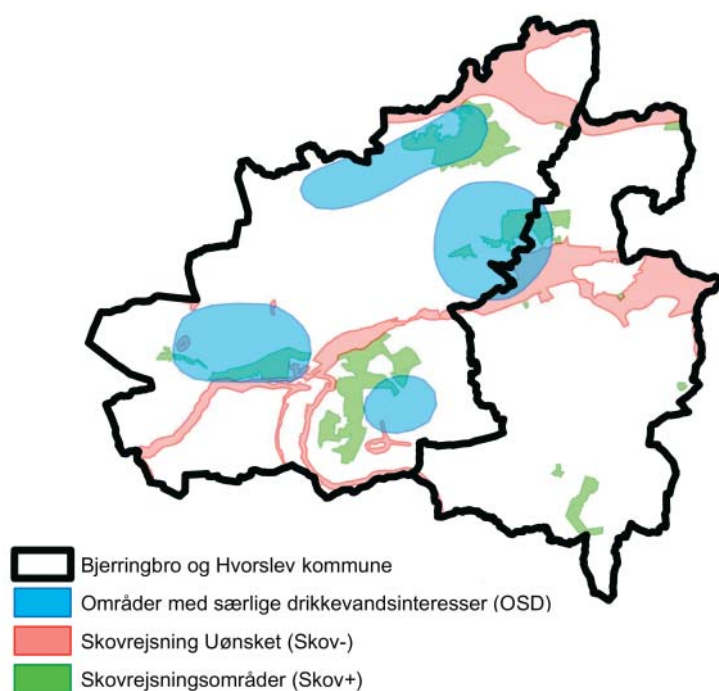 Bjerringbro og Hvorslev kommune
Områder med særlige drikkevandsinteresser (OSD)
Skovrejsning Uønsket (Skov-)
Skovrejsningsområder (Skov+)